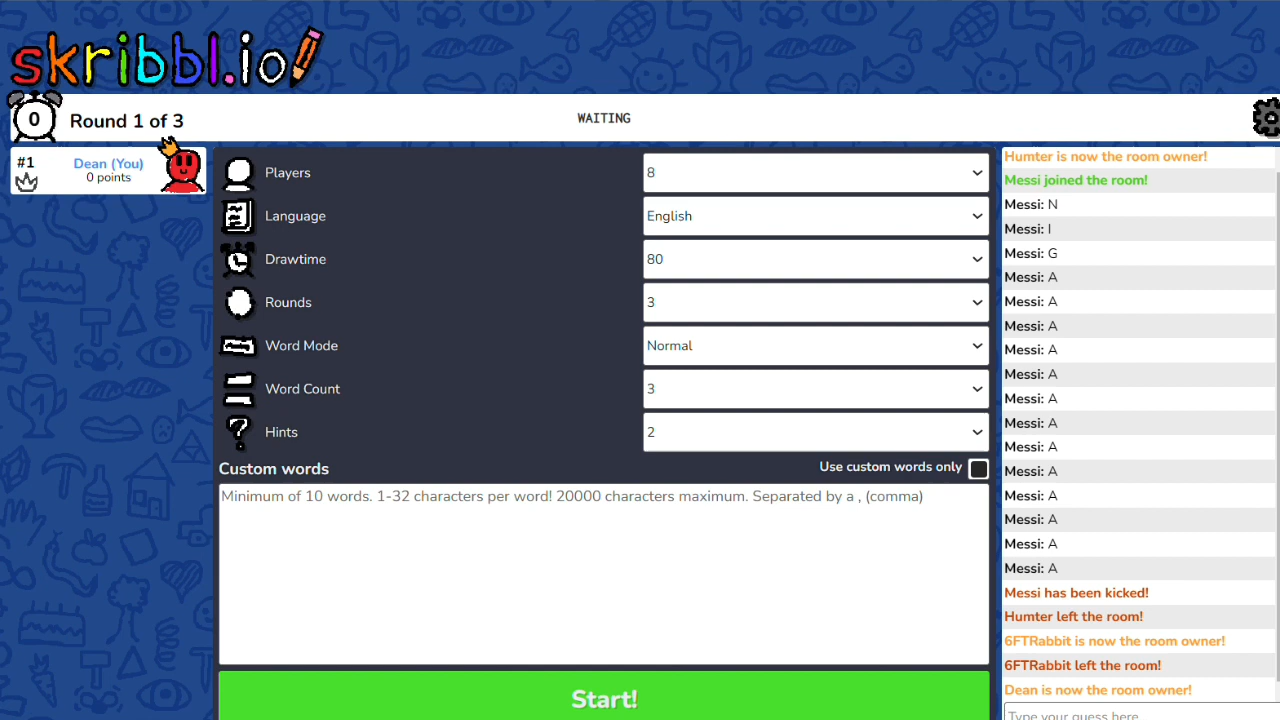 skribbl.io
0
Round 1 of 3
WAITING
#1
Dean (You)
0 points
Players
8
Language
English
Drawtime
80
Rounds
3
Word Mode
Normal
Word Count
3
Hints
2
Custom words
Use custom words only
Minimum of 10 words. 1-32 characters per word! 20000 characters maximum. Separated by a , (comma)
Start!
Humter is now the room owner!
Messi joined the room!
Messi: N
Messi: I
Messi: G
Messi: A
Messi: A
Messi: A
Messi: A
Messi: A
Messi: A
Messi: A
Messi: A
Messi: A
Messi: A
Messi: A
Messi: A
Messi: A
Messi has been kicked!
Humter left the room!
6FTRabbit is now the room owner!
6FTRabbit left the room!
Dean is now the room owner!
Type your guess here